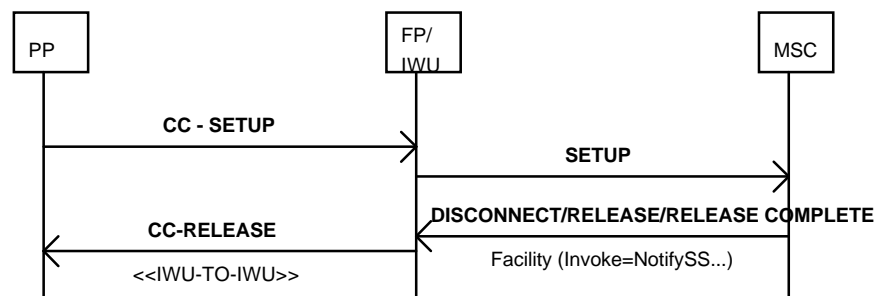 PP
FP/
IWU
MSC
CC - SETUP
SETUP
DISCONNECT/RELEASE/RELEASE COMPLETE
CC-RELEASE
Facility (Invoke=NotifySS...)
<<IWU-TO-IWU>>